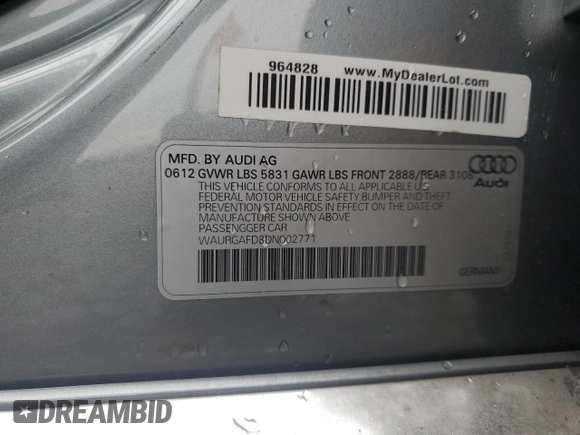 964828 www.MyDealerLot.com
MFD. BY AUDI AG
0612 GVWR LBS 5831 GAWR LBS FRONT 2888/REAR 3108
THIS VEHICLE CONFORMS TO ALL APPLICABLE U.S.
FEDERAL MOTOR VEHICLE SAFETY,BUMPER AND THEFT
PREVENTION STANDARDS IN EFFECT ON THE DATE OF
MANUFACTURE SHOWN ABOVE
PASSENGGER CAR
WAURGAFD3DN002771
Audi
GERMANY
DREAMBID